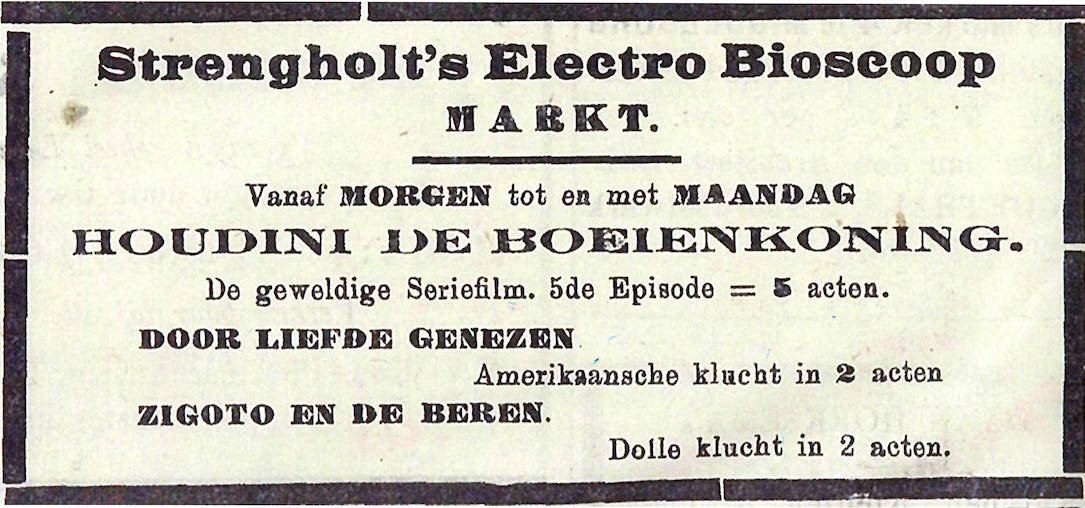 Strengholt's Electro Bioscoop
MARKT.
Vanaf MORGEN tot en met MAANDAG
HOUDINI DE BOEIENKONING.
De geweldige Seriefilm. 5de Episode = 5 acten.
DOOR LIEFDE GENEZEN
Amerikaansche klucht in 2 acten
ZIGOTO EN DE BEREN.
Dolle klucht in 2 acten.